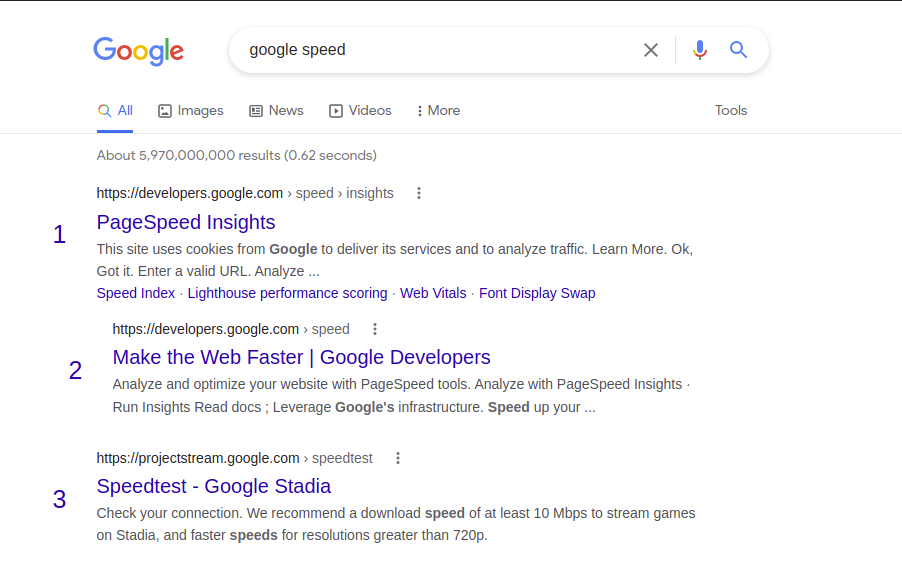 Google google speed
All Images News Videos More Tools
About 5,970,000,000 results (0.62 seconds)
https://developers.google.com › speed › insights
1 PageSpeed Insights
This site uses cookies from Google to deliver its services and to analyze traffic. Learn More. Ok,
Got it. Enter a valid URL. Analyze ...
Speed Index · Lighthouse performance scoring · Web Vitals · Font Display Swap
https://developers.google.com › speed
2 Make the Web Faster | Google Developers
Analyze and optimize your website with PageSpeed tools. Analyze with PageSpeed Insights ·
Run Insights Read docs ; Leverage Google's infrastructure. Speed up your ...
https://projectstream.google.com › speedtest
3 Speedtest - Google Stadia
Check your connection. We recommend a download speed of at least 10 Mbps to stream games
on Stadia, and faster speeds for resolutions greater than 720p.